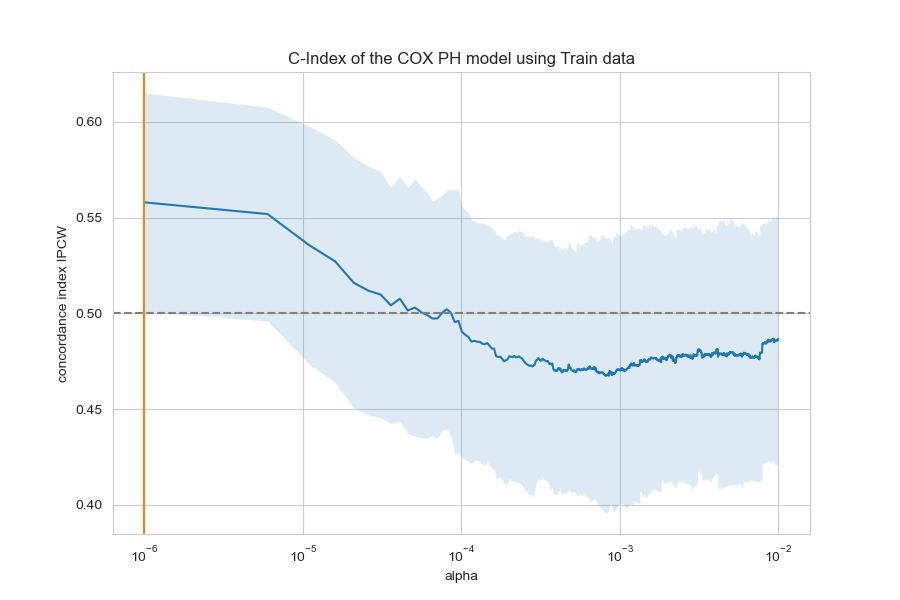 C-Index of the COX PH model using Train data
concordance index IPCW
0.60
0.55
0.50
0.45
0.40
10⁻⁶ 10⁻⁵ 10⁻⁴ 10⁻³ 10⁻²
alpha